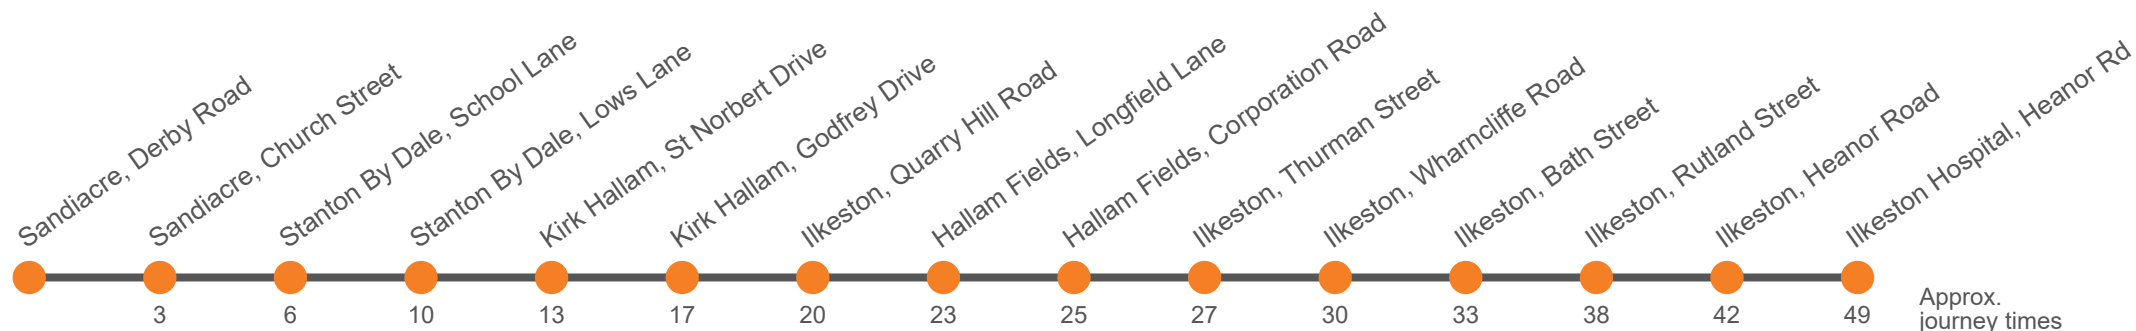 Sandiacre, Derby Road
Sandiacre, Church Street
Stanton By Dale, School Lane
Stanton By Dale, Lows Lane
Kirk Hallam, St Norbert Drive
Kirk Hallam, Godfrey Drive
Ilkeston, Quarry Hill Road
Hallam Fields, Longfield Lane
Hallam Fields, Corporation Road
Ilkeston, Thurman Street
Ilkeston, Wharncliffe Road
Ilkeston, Bath Street
Ilkeston, Rutland Street
Ilkeston, Heanor Road
Ilkeston Hospital, Heanor Rd
3 6 10 13 17 20 23 25 27 30 33 38 42 49
Approx.
journey times